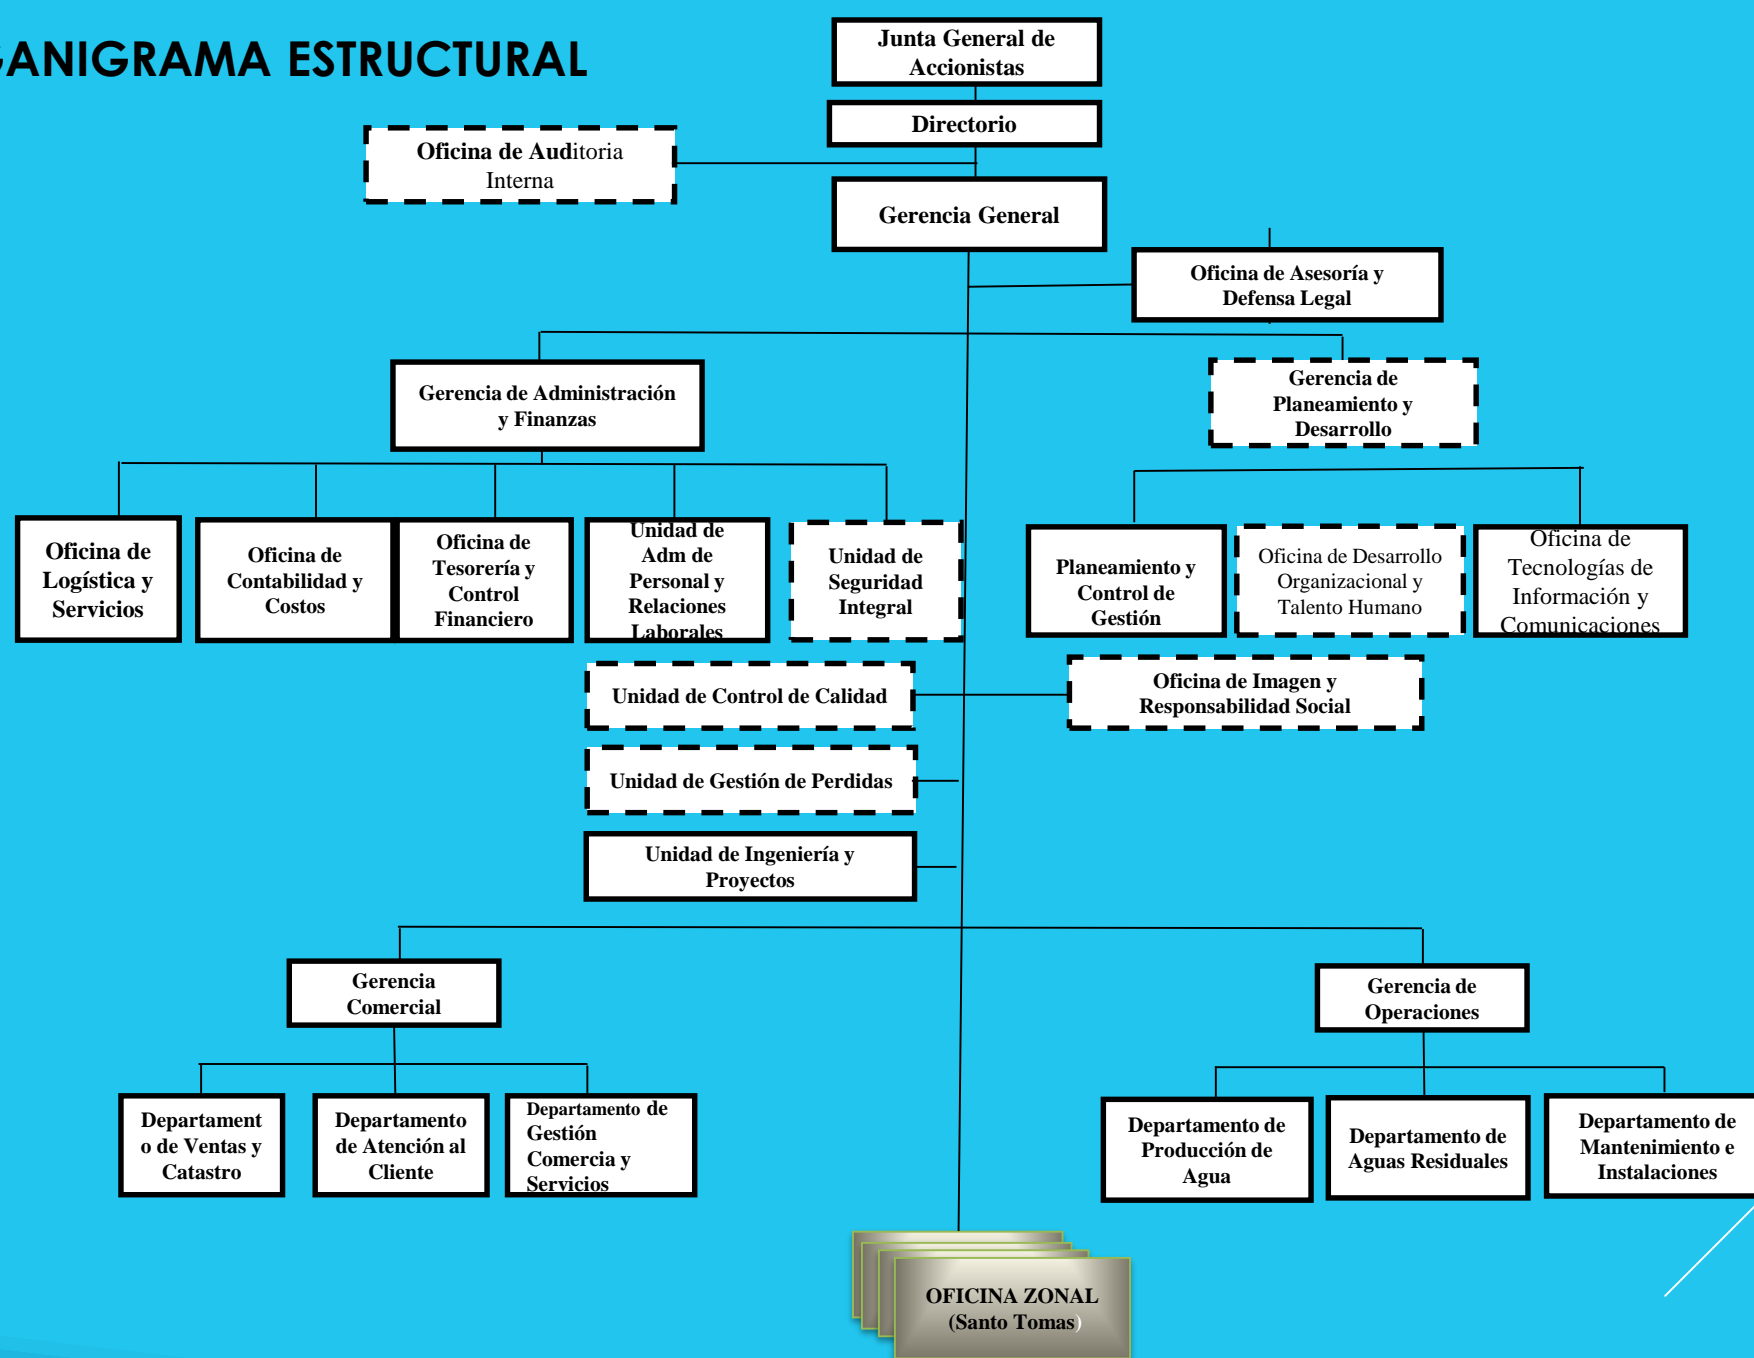 GANIGRAMA ESTRUCTURAL
Junta General de
Accionistas
Directorio
Oficina de Auditoria
Interna
Gerencia General
Oficina de Asesoría y
Defensa Legal
Gerencia de Administración
y Finanzas
Gerencia de
Planeamiento y
Desarrollo
Oficina de
Logística y
Servicios
Oficina de
Contabilidad y
Costos
Oficina de
Tesorería y
Control
Financiero
Unidad de
Adm de
Personal y
Relaciones
Laborales
Unidad de
Seguridad
Integral
Planeamiento y
Control de
Gestión
Oficina de Desarrollo
Organizacional y
Talento Humano
Oficina de
Tecnologías de
Información y
Comunicaciones
Unidad de Control de Calidad
Oficina de Imagen y
Responsabilidad Social
Unidad de Gestión de Perdidas
Unidad de Ingeniería y
Proyectos
Gerencia
Comercial
Gerencia de
Operaciones
Departament
o de Ventas y
Catastro
Departamento
de Atención al
Cliente
Departamento de
Gestión
Comercia y
Servicios
Departamento de
Producción de
Agua
Departamento de
Aguas Residuales
Departamento de
Mantenimiento e
Instalaciones
OFICINA ZONAL
(Santo Tomas)